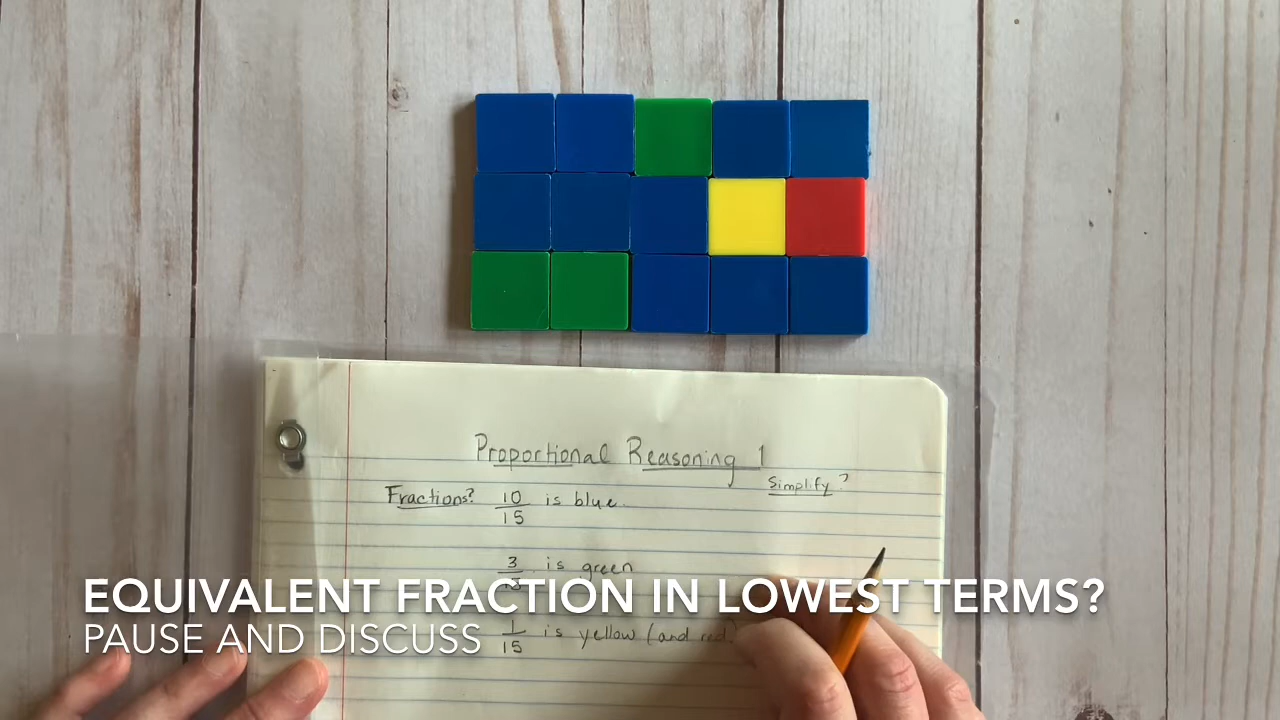 Proportional Reasoning 1
Simplify?
Fractions? 10/15 is blue.
3/15 is green
EQUIVALENT FRACTION IN LOWEST TERMS?
PAUSE AND DISCUSS
1/15 is yellow (and red)